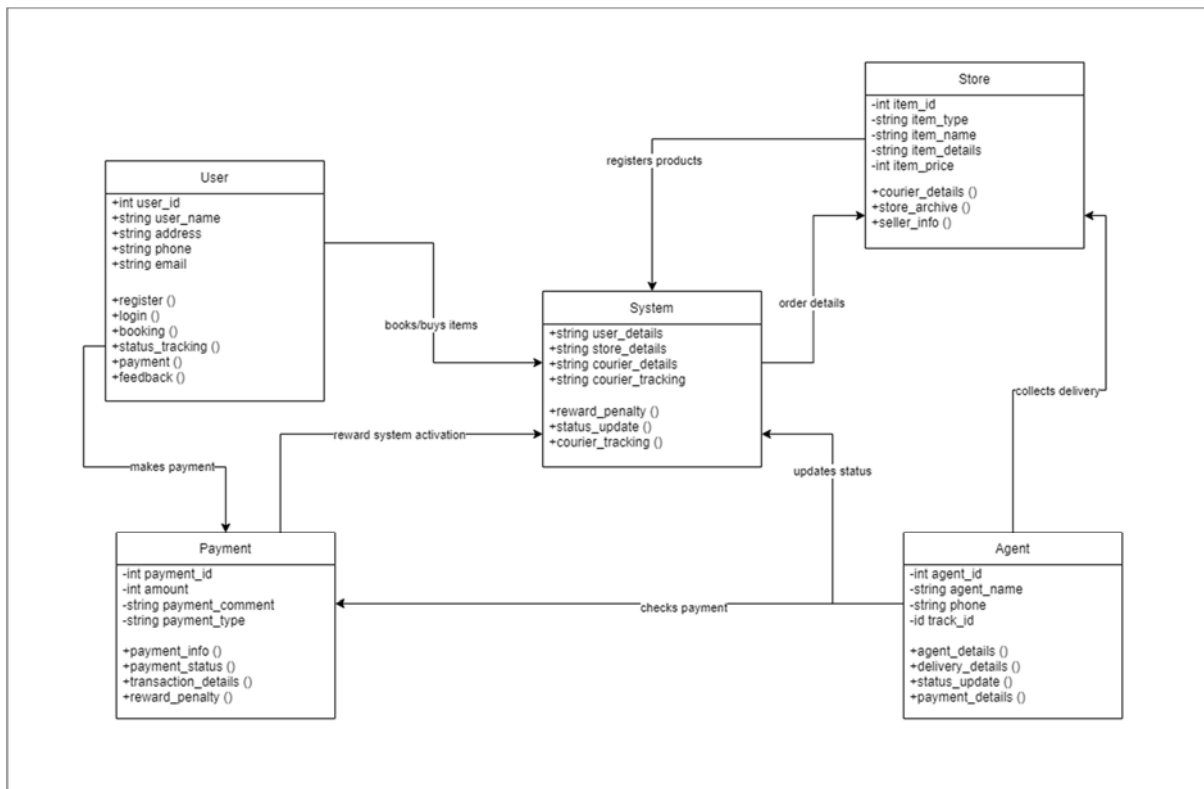 Store
-int item_id
-string item_type
-string item_name
-string item_details
-int item_price
+courier_details ()
+store_archive ()
+seller_info ()
registers products
User
+int user_id
+string user_name
+string address
+string phone
+string email
+register ()
+login ()
+booking ()
+status_tracking ()
+payment ()
+feedback ()
books/buys items
System
+string user_details
+string store_details
+string courier_details
+string courier_tracking
+reward_penalty ()
+status_update ()
+courier_tracking ()
order details
collects delivery
reward system activation
makes payment
updates status
Payment
-int payment_id
-int amount
-string payment_comment
-string payment_type
+payment_info ()
+payment_status ()
+transaction_details ()
+reward_penalty ()
checks payment
Agent
-int agent_id
-string agent_name
-string phone
-id track_id
+agent_details ()
+delivery_details ()
+status_update ()
+payment_details ()